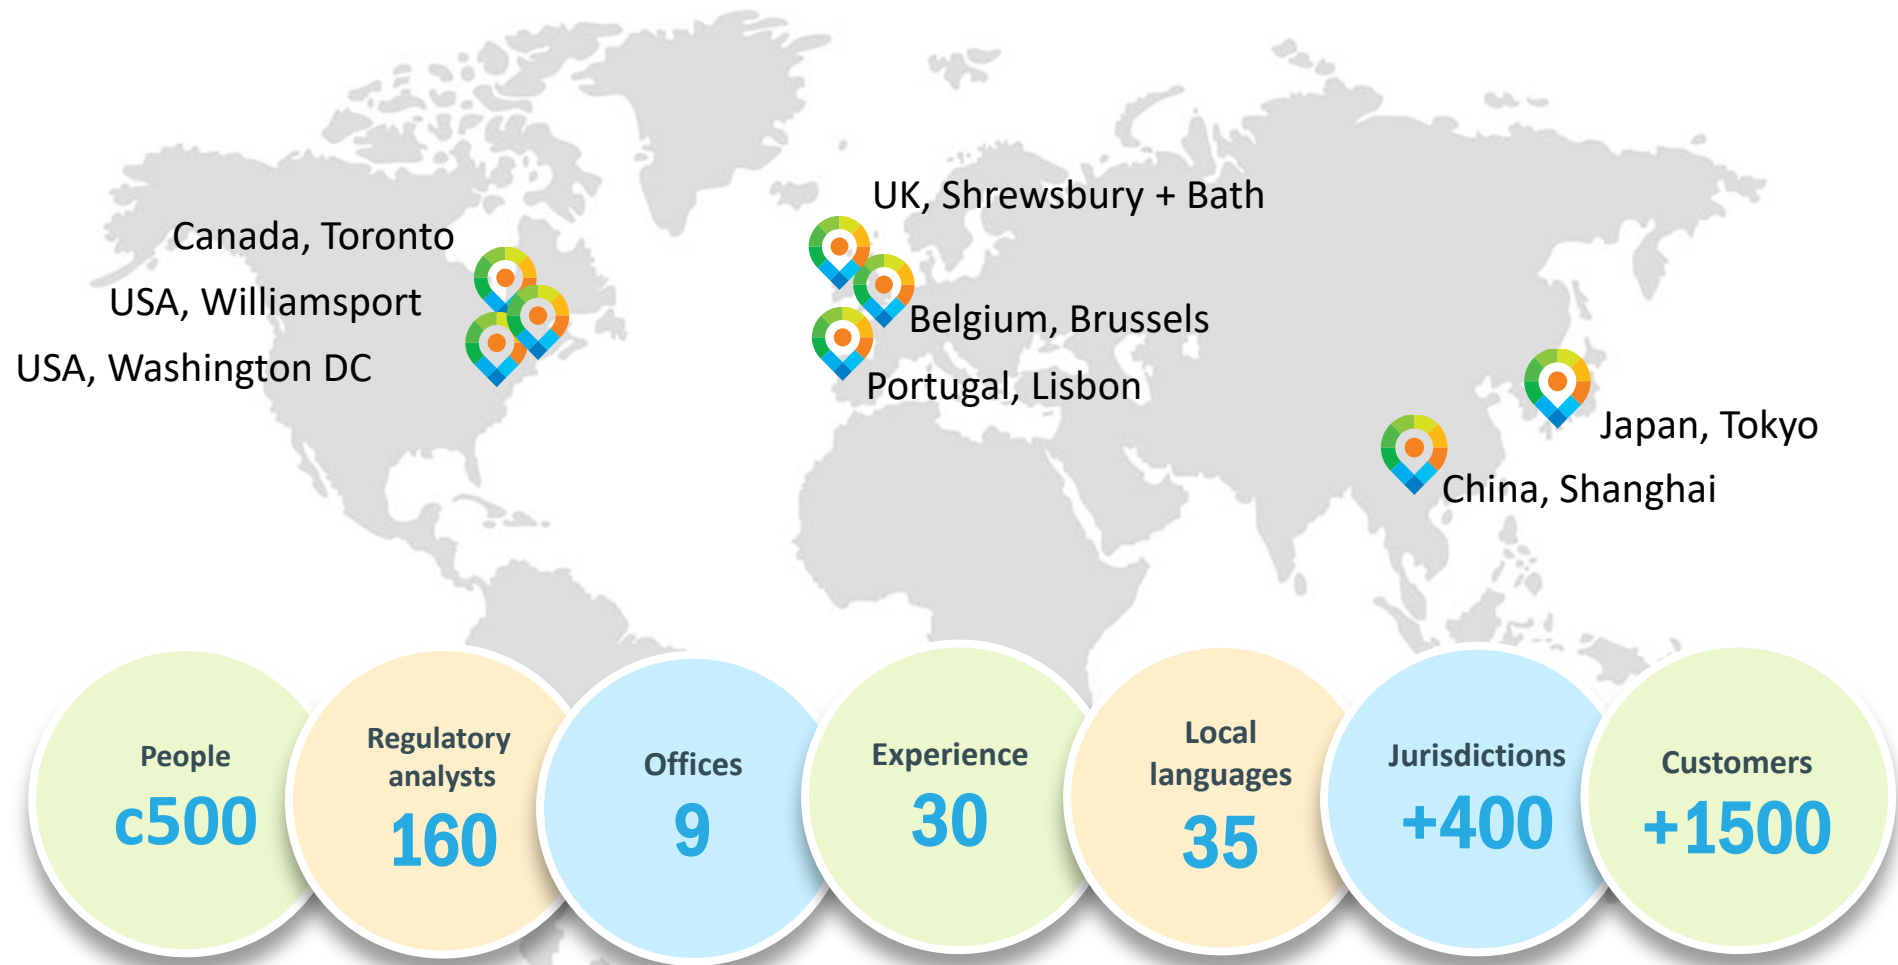 UK, Shrewsbury + Bath
Canada, Toronto
USA, Williamsport
USA, Washington DC
Belgium, Brussels
Portugal, Lisbon
Japan, Tokyo
China, Shanghai
People
c500
Regulatory
analysts
160
Offices
9
Experience
30
Local
languages
35
Jurisdictions
+400
Customers
+1500